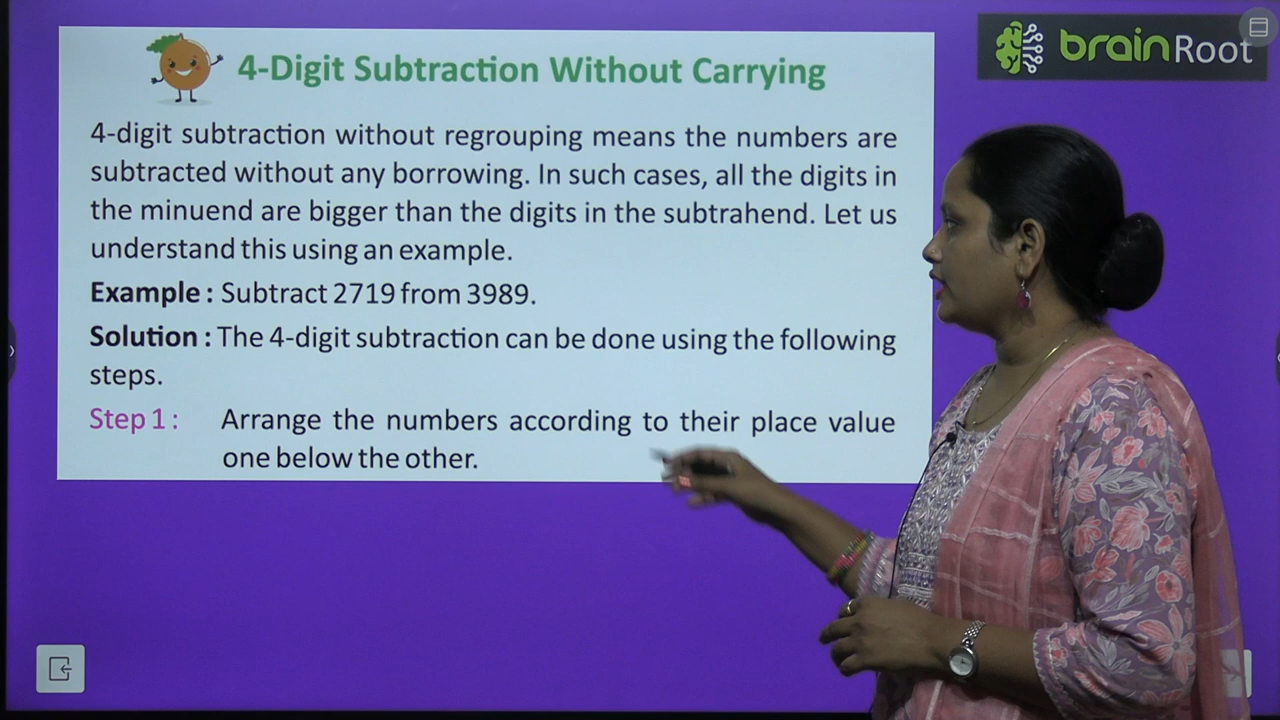 brainRoot
4-Digit Subtraction Without Carrying
4-digit subtraction without regrouping means the numbers are
subtracted without any borrowing. In such cases, all the digits in
the minuend are bigger than the digits in the subtrahend. Let us
understand this using an example.
Example : Subtract 2719 from 3989.
Solution : The 4-digit subtraction can be done using the following
steps.
Step 1 : Arrange the numbers according to their place value
one below the other.